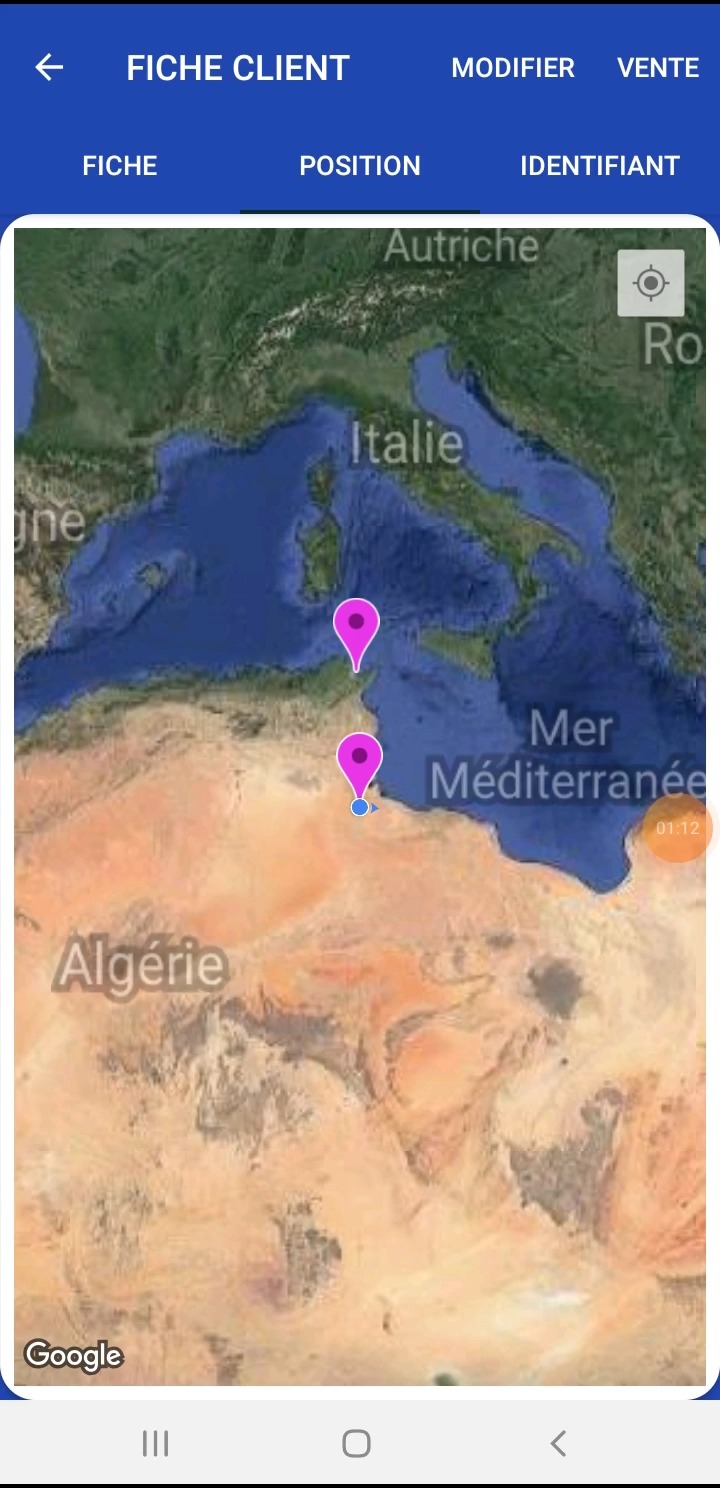 FICHE CLIENT MODIFIER VENTE
FICHE POSITION IDENTIFIANT
Autriche
Ro
Italie
gne
Mer
Méditerranée
01:12
Algérie
Google